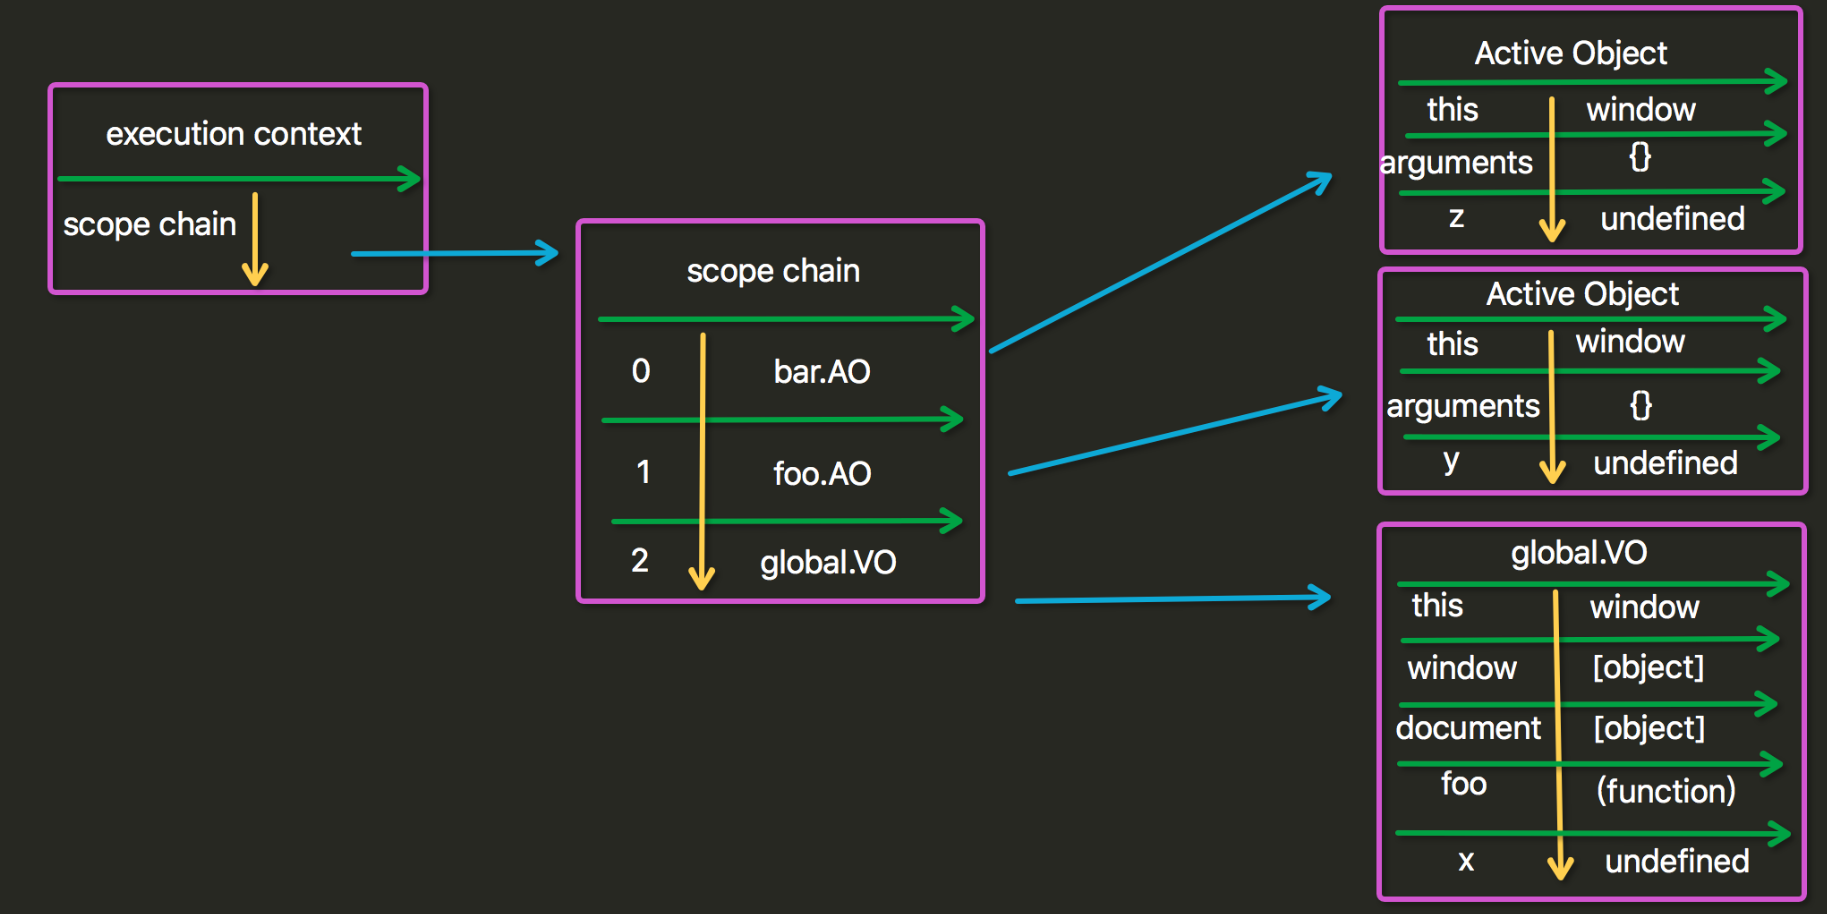 execution context
scope chain
scope chain
0 bar.AO
1 foo.AO
2 global.VO
Active Object
this window
arguments {}
z undefined
Active Object
this window
arguments {}
y undefined
global.VO
this window
window [object]
document [object]
foo (function)
x undefined